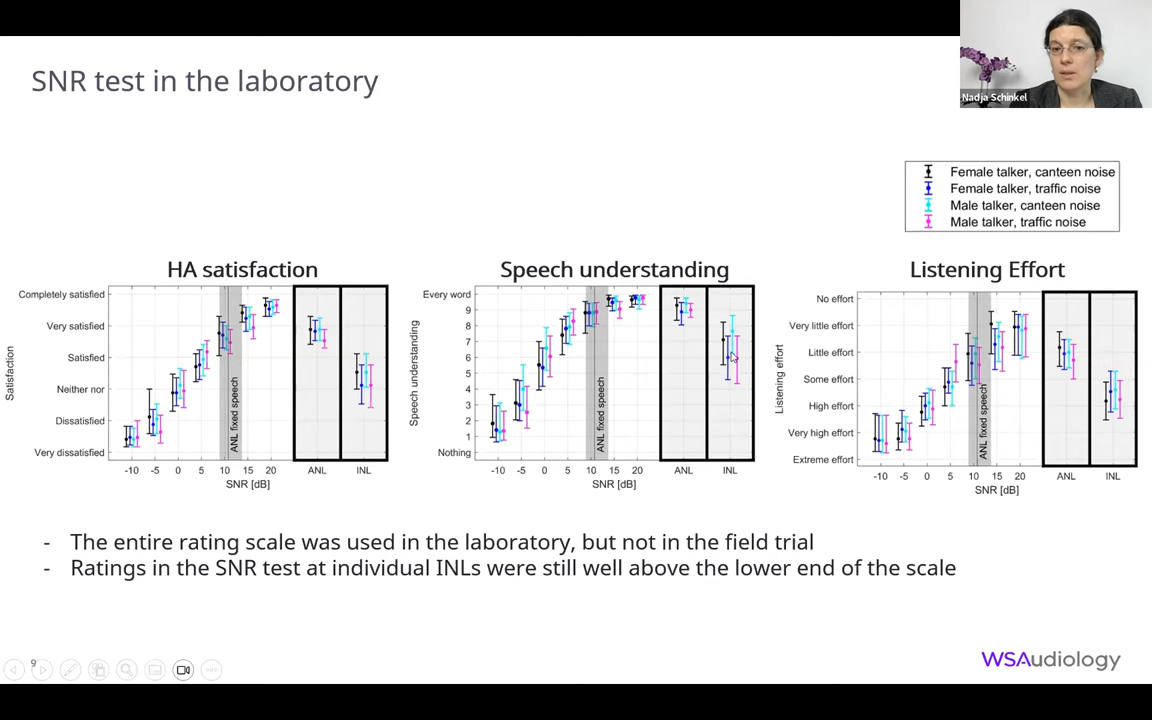 SNR test in the laboratory
Nadja Schinkel
Female talker, canteen noise
Female talker, traffic noise
Male talker, canteen noise
Male talker, traffic noise
HA satisfaction
Satisfaction
Completely satisfied
Very satisfied
Satisfied
Neither nor
Dissatisfied
Very dissatisfied
ANL fixed speech
-10 -5 0 5 10 15 20 ANL INL
SNR [dB]
Speech understanding
Speech understanding
Every word
9
8
7
6
5
4
3
2
1
Nothing
ANL fixed speech
-10 -5 0 5 10 15 20 ANL INL
SNR [dB]
Listening Effort
Listening effort
No effort
Very little effort
Little effort
Some effort
High effort
Very high effort
Extreme effort
ANL fixed speech
-10 -5 0 5 10 15 20 ANL INL
SNR [dB]
- The entire rating scale was used in the laboratory, but not in the field trial
- Ratings in the SNR test at individual INLs were still well above the lower end of the scale
9
WSAudiology